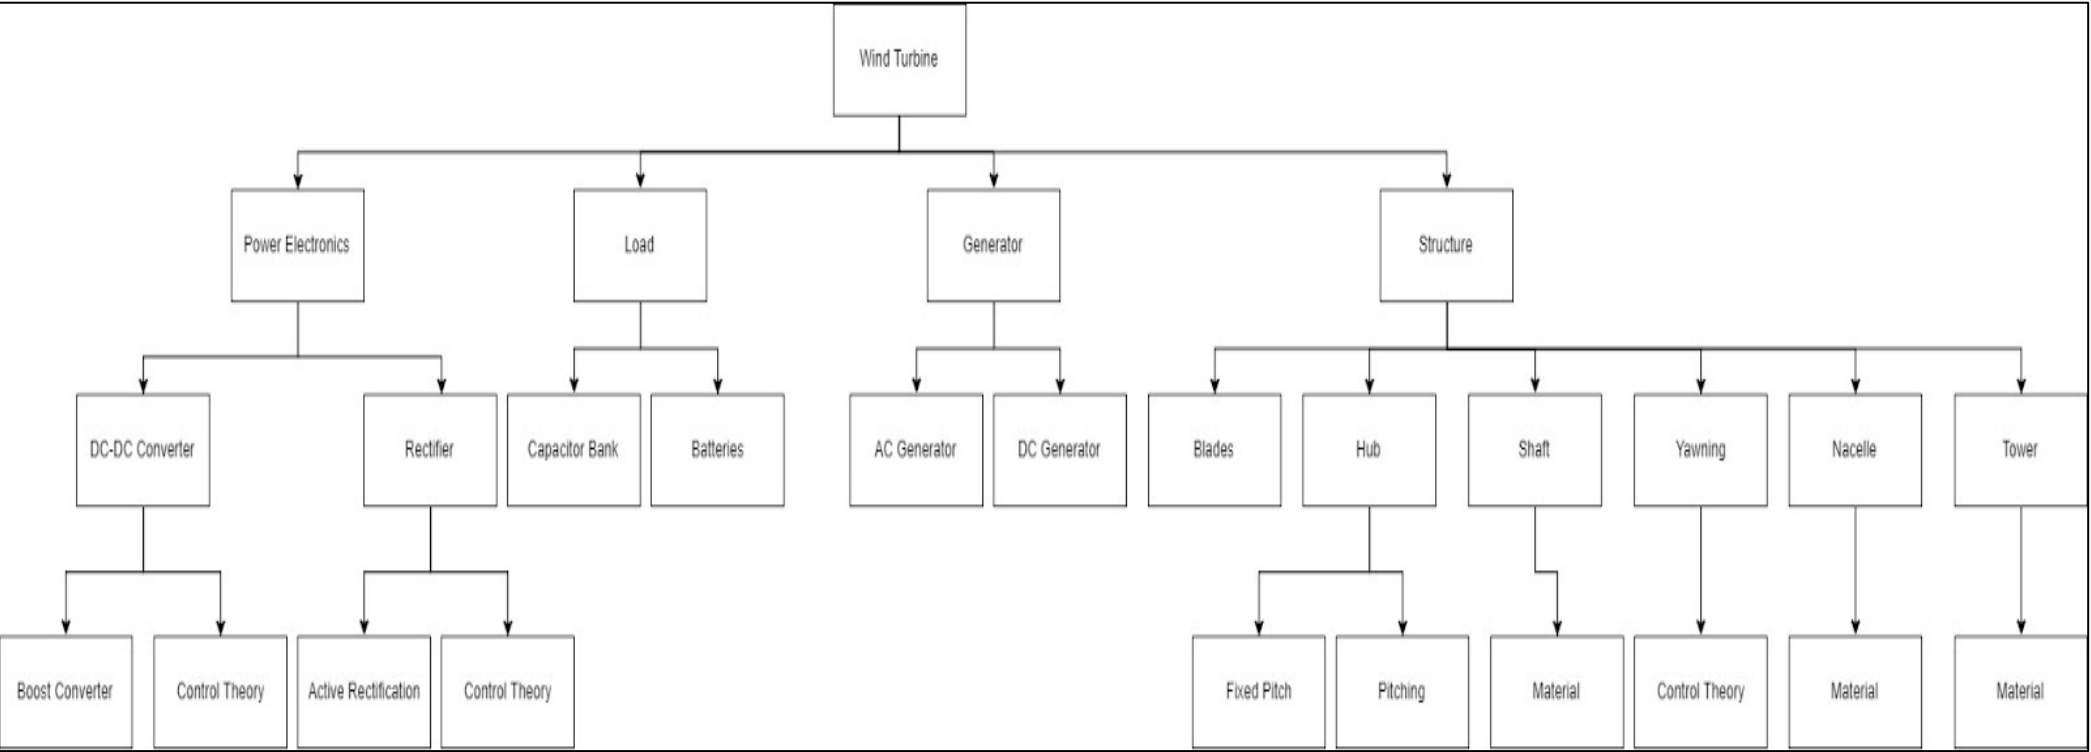 Wind Turbine
Power Electronics
Load
Generator
Structure
DC-DC Converter
Rectifier
Capacitor Bank
Batteries
AC Generator
DC Generator
Blades
Hub
Shaft
Yawning
Nacelle
Tower
Boost Converter
Control Theory
Active Rectification
Control Theory
Fixed Pitch
Pitching
Material
Control Theory
Material
Material